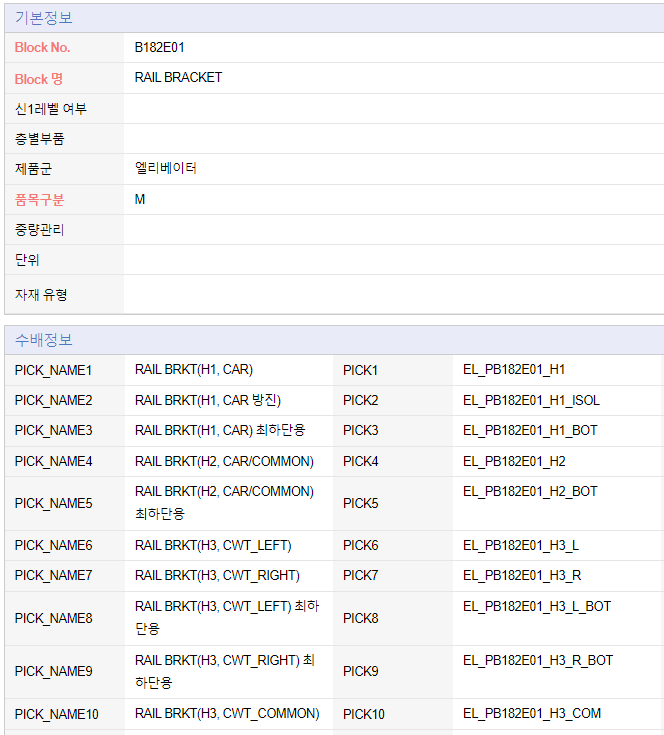 기본정보
Block No. B182E01
Block 명 RAIL BRACKET
신1레벨 여부
층별부품
제품군 엘리베이터
품목구분 M
중량관리
단위
자재 유형
수배정보
PICK_NAME1 RAIL BRKT(H1, CAR) PICK1 EL_PB182E01_H1
PICK_NAME2 RAIL BRKT(H1, CAR 방진) PICK2 EL_PB182E01_H1_ISOL
PICK_NAME3 RAIL BRKT(H1, CAR) 최하단용 PICK3 EL_PB182E01_H1_BOT
PICK_NAME4 RAIL BRKT(H2, CAR/COMMON) PICK4 EL_PB182E01_H2
PICK_NAME5 RAIL BRKT(H2, CAR/COMMON)
최하단용 PICK5 EL_PB182E01_H2_BOT
PICK_NAME6 RAIL BRKT(H3, CWT_LEFT) PICK6 EL_PB182E01_H3_L
PICK_NAME7 RAIL BRKT(H3, CWT_RIGHT) PICK7 EL_PB182E01_H3_R
PICK_NAME8 RAIL BRKT(H3, CWT_LEFT) 최하
단용 PICK8 EL_PB182E01_H3_L_BOT
PICK_NAME9 RAIL BRKT(H3, CWT_RIGHT) 최
하단용 PICK9 EL_PB182E01_H3_R_BOT
PICK_NAME10 RAIL BRKT(H3, CWT_COMMON) PICK10 EL_PB182E01_H3_COM